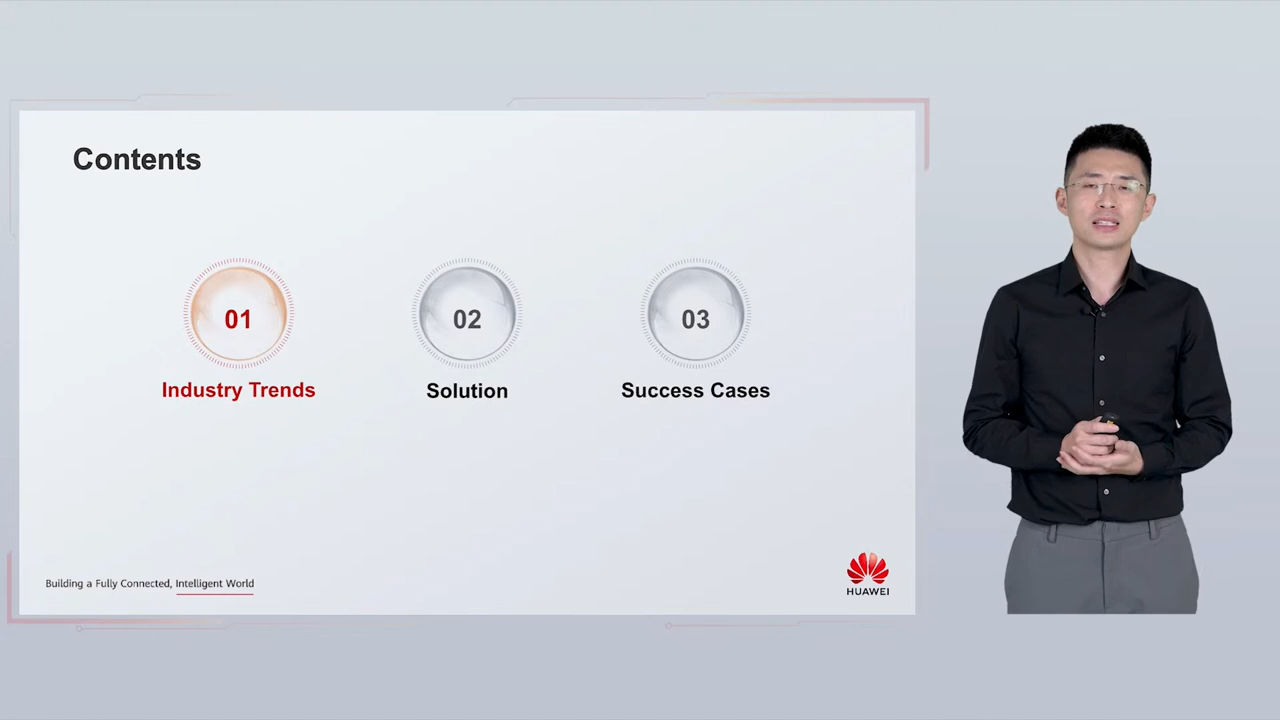 Contents
01
02
03
Industry Trends
Solution
Success Cases
Building a Fully Connected, Intelligent World
HUAWEI